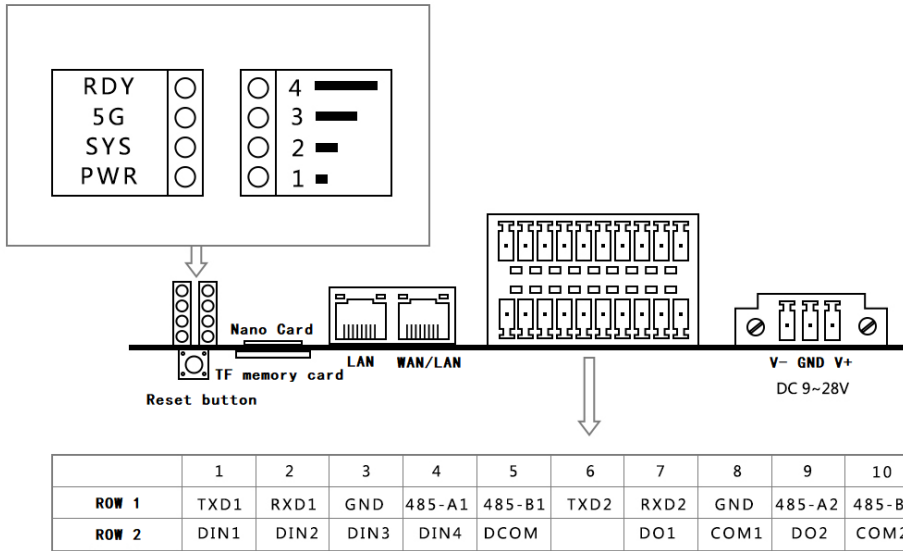 RDY
5G
SYS
PWR
4
3
2
1
Nano Card
TF memory card
Reset button
LAN
WAN/LAN
V- GND V+
DC 9~28V
1 2 3 4 5 6 7 8 9 10
ROW 1 TXD1 RXD1 GND 485-A1 485-B1 TXD2 RXD2 GND 485-A2 485-B
ROW 2 DIN1 DIN2 DIN3 DIN4 DCOM DO1 COM1 DO2 COM2